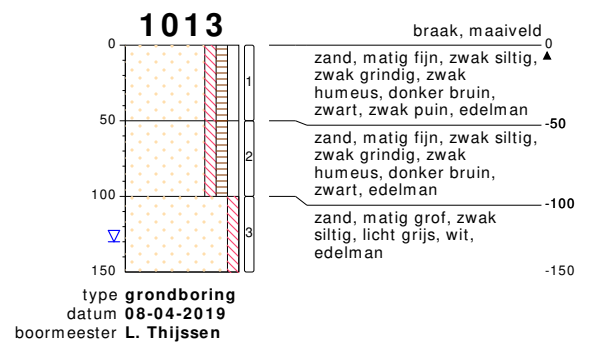 1013
braak, maaiveld
0
0
zand, matig fijn, zwak siltig,
zwak grindig, zwak
humeus, donker bruin,
zwart, zwak puin, edelman
1
50
-50
zand, matig fijn, zwak siltig,
zwak grindig, zwak
humeus, donker bruin,
zwart, edelman
2
100
-100
zand, matig grof, zwak
siltig, licht grijs, wit,
edelman
3
150
-150
type grondboring
datum 08-04-2019
boormeester L. Thijssen